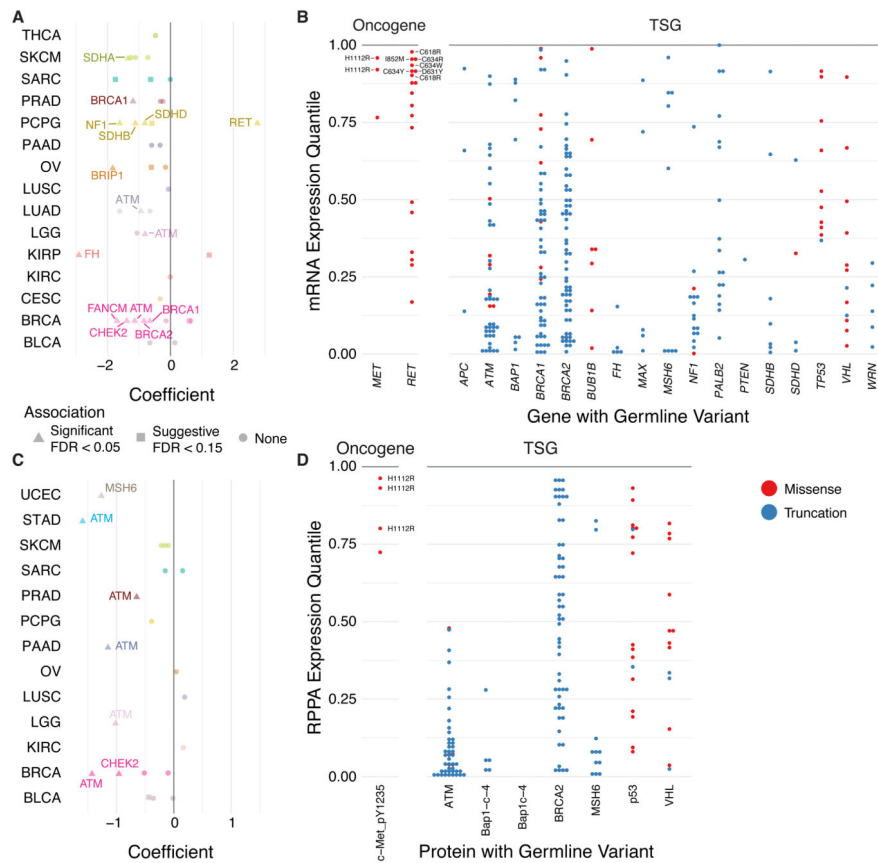 A
THCA
SKCM
SDHA
SARC
PRAD
BRCA1
PCPG
NF1
SDHB
SDHD
RET
PAAD
OV
BRIP1
LUSC
LUAD
ATM
LGG
ATM
KIRP
FH
KIRC
CESC
FANCM
ATM
BRCA1
BRCA
CHEK2
BRCA2
BLCA
−2
0
2
Coefficient
Association
Significant
FDR < 0.05
Suggestive
FDR < 0.15
None
B
Oncogene
TSG
mRNA Expression Quantile
1.00
0.75
0.50
0.25
0.00
H1112R
H1112R
I852M
C634Y
C618R
C634R
C634W
D631Y
C618R
MET
RET
APC
ATM
BAP1
BRCA1
BRCA2
BUB1B
FH
MAX
MSH6
NF1
PALB2
PTEN
SDHB
SDHD
TP53
VHL
WRN
Gene with Germline Variant
C
UCEC
MSH6
STAD
ATM
SKCM
SARC
PRAD
ATM
PCPG
PAAD
ATM
OV
LUSC
LGG
ATM
KIRC
BRCA
CHEK2
ATM
BLCA
−1
0
1
Coefficient
D
Oncogene
TSG
RPPA Expression Quantile
1.00
0.75
0.50
0.25
0.00
H1112R
H1112R
H1112R
c-Met_pY1235
ATM
Bap1-c-4
Bap1c-4
BRCA2
MSH6
p53
VHL
Protein with Germline Variant
Missense
Truncation